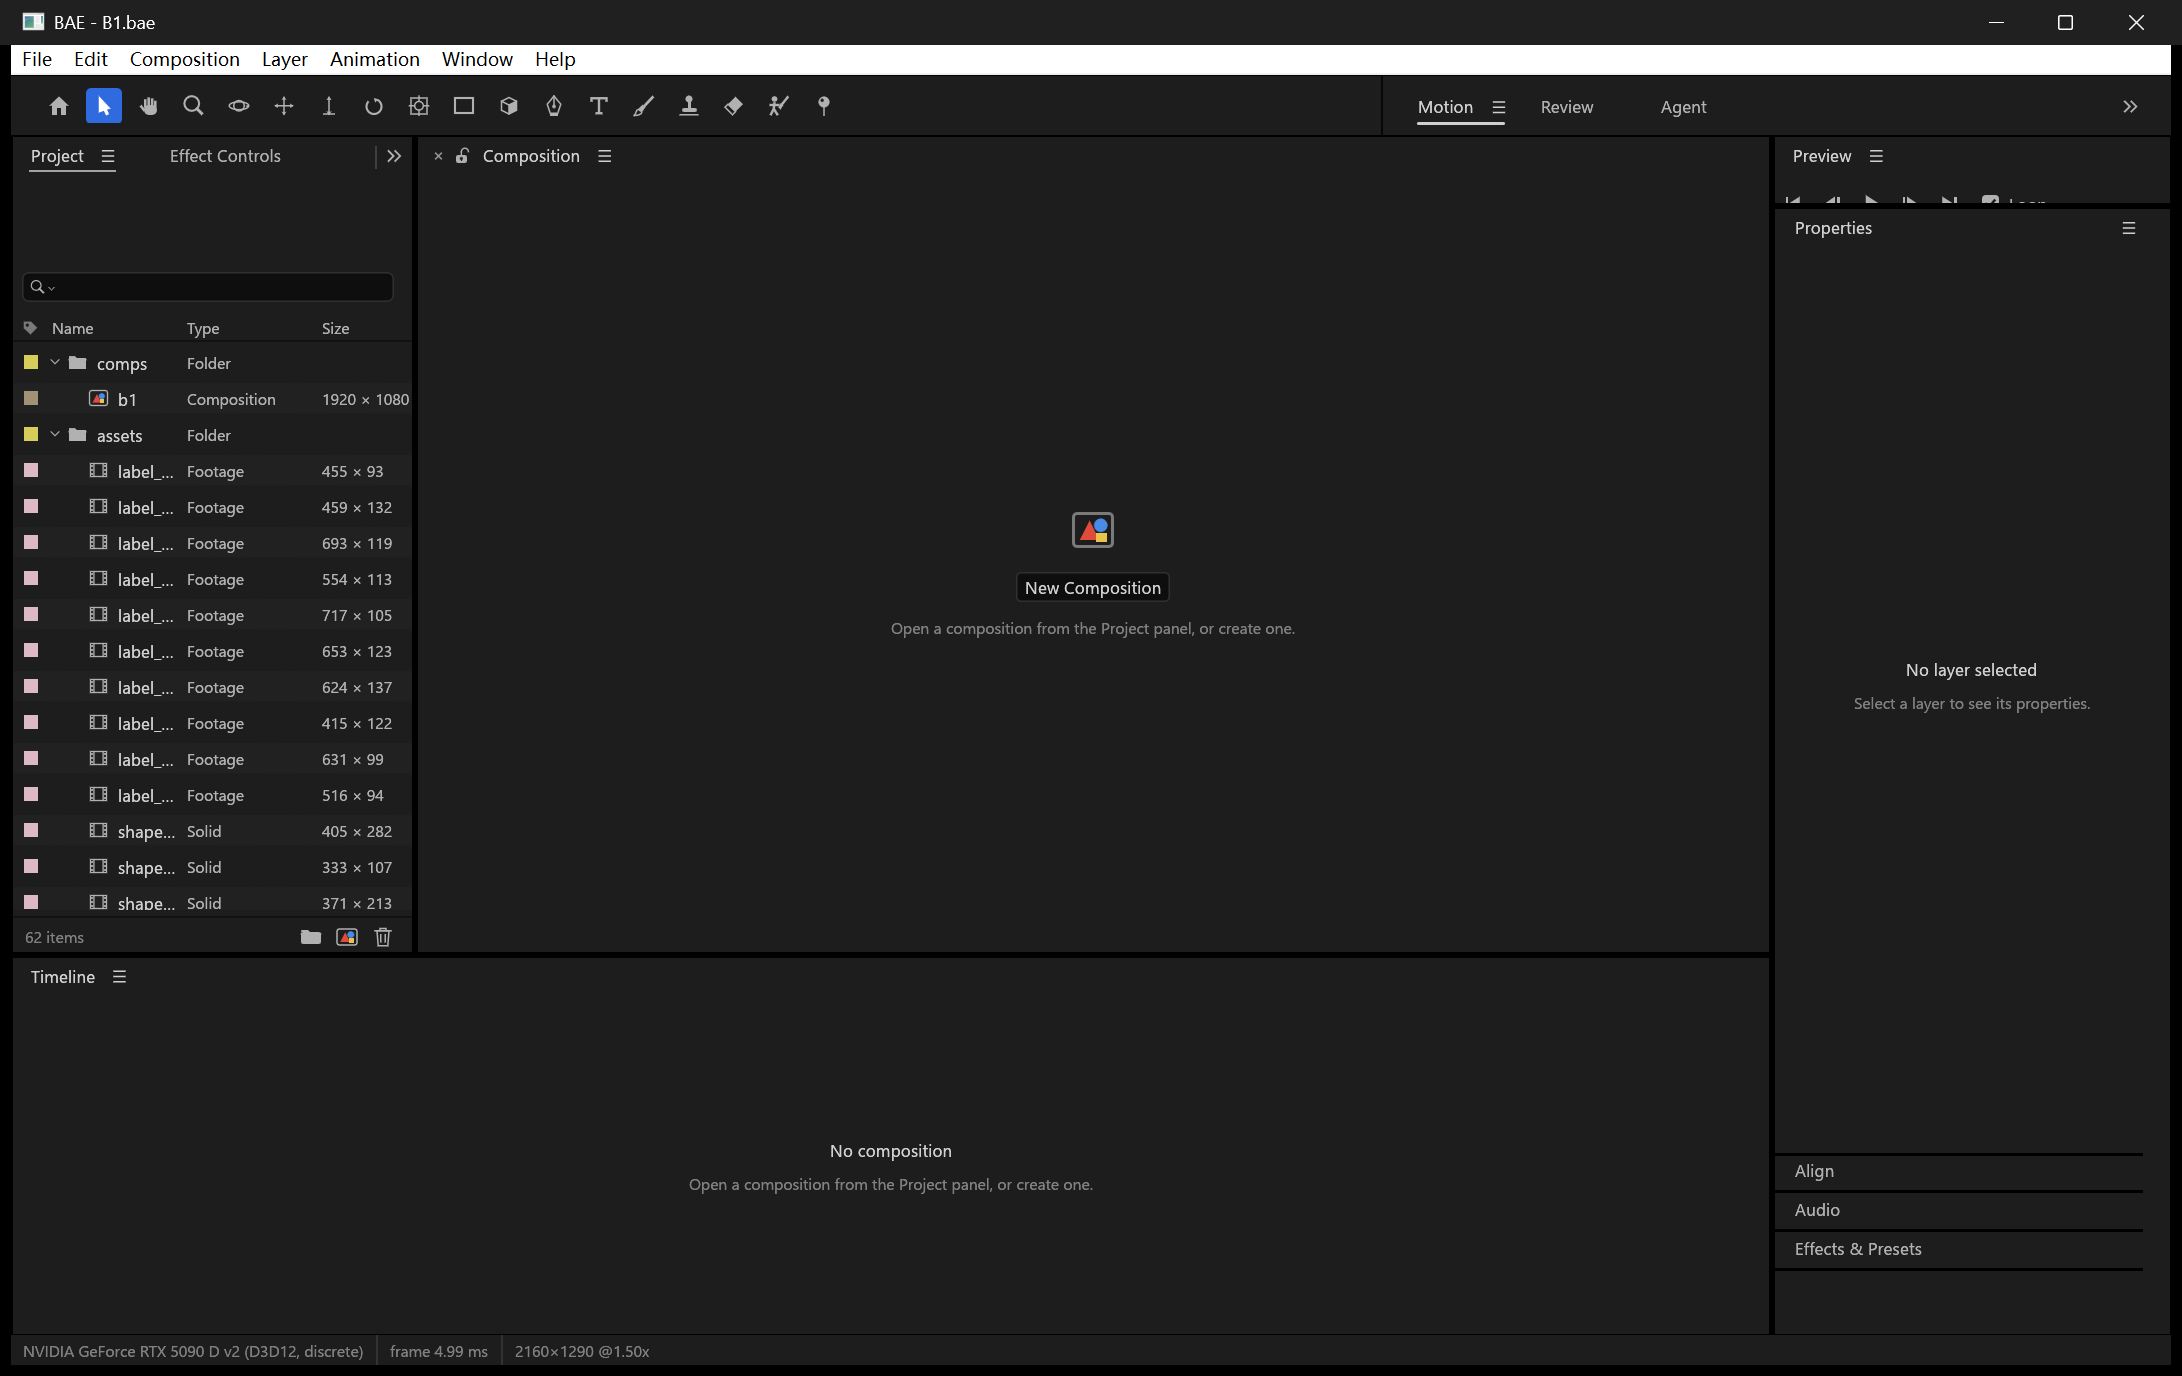 BAE - B1.bae
File Edit Composition Layer Animation Window Help
Motion Review Agent
Project Effect Controls
Composition
Preview
Properties
Name Type Size
comps Folder
b1 Composition 1920 × 1080
assets Folder
label_... Footage 455 × 93
label_... Footage 459 × 132
label_... Footage 693 × 119
label_... Footage 554 × 113
label_... Footage 717 × 105
label_... Footage 653 × 123
label_... Footage 624 × 137
label_... Footage 415 × 122
label_... Footage 631 × 99
label_... Footage 516 × 94
shape... Solid 405 × 282
shape... Solid 333 × 107
shape... Solid 371 × 213
62 items
New Composition
Open a composition from the Project panel, or create one.
No layer selected
Select a layer to see its properties.
Timeline
No composition
Open a composition from the Project panel, or create one.
Align
Audio
Effects & Presets
NVIDIA GeForce RTX 5090 D v2 (D3D12, discrete) frame 4.99 ms 2160×1290 @1.50x